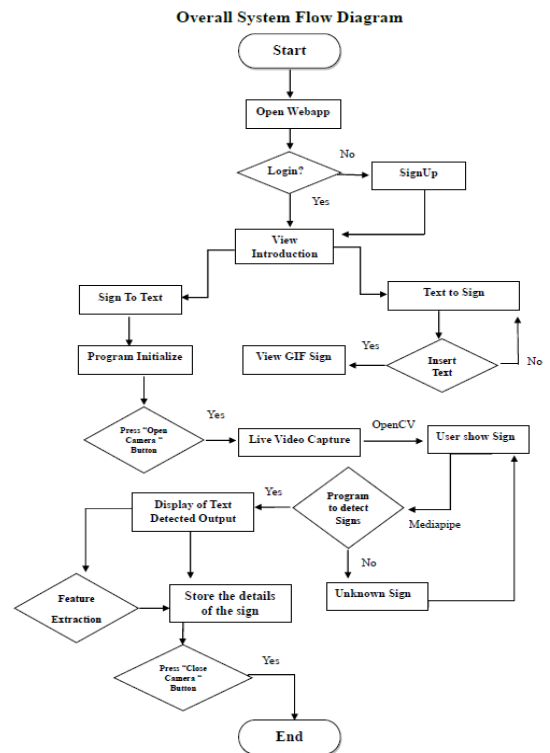 Overall System Flow Diagram
Start
Open Webapp
Login?
No
SignUp
Yes
View
Introduction
Sign To Text
Text to Sign
Program Initialize
View GIF Sign
Yes
Insert
Text
No
Press "Open
Camera "
Button
Yes
Live Video Capture
OpenCV
User show Sign
Program
to detect
Signs
Mediapipe
Yes
Display of Text
Detected Output
No
Unknown Sign
Feature
Extraction
Store the details
of the sign
Press "Close
Camera "
Button
Yes
End